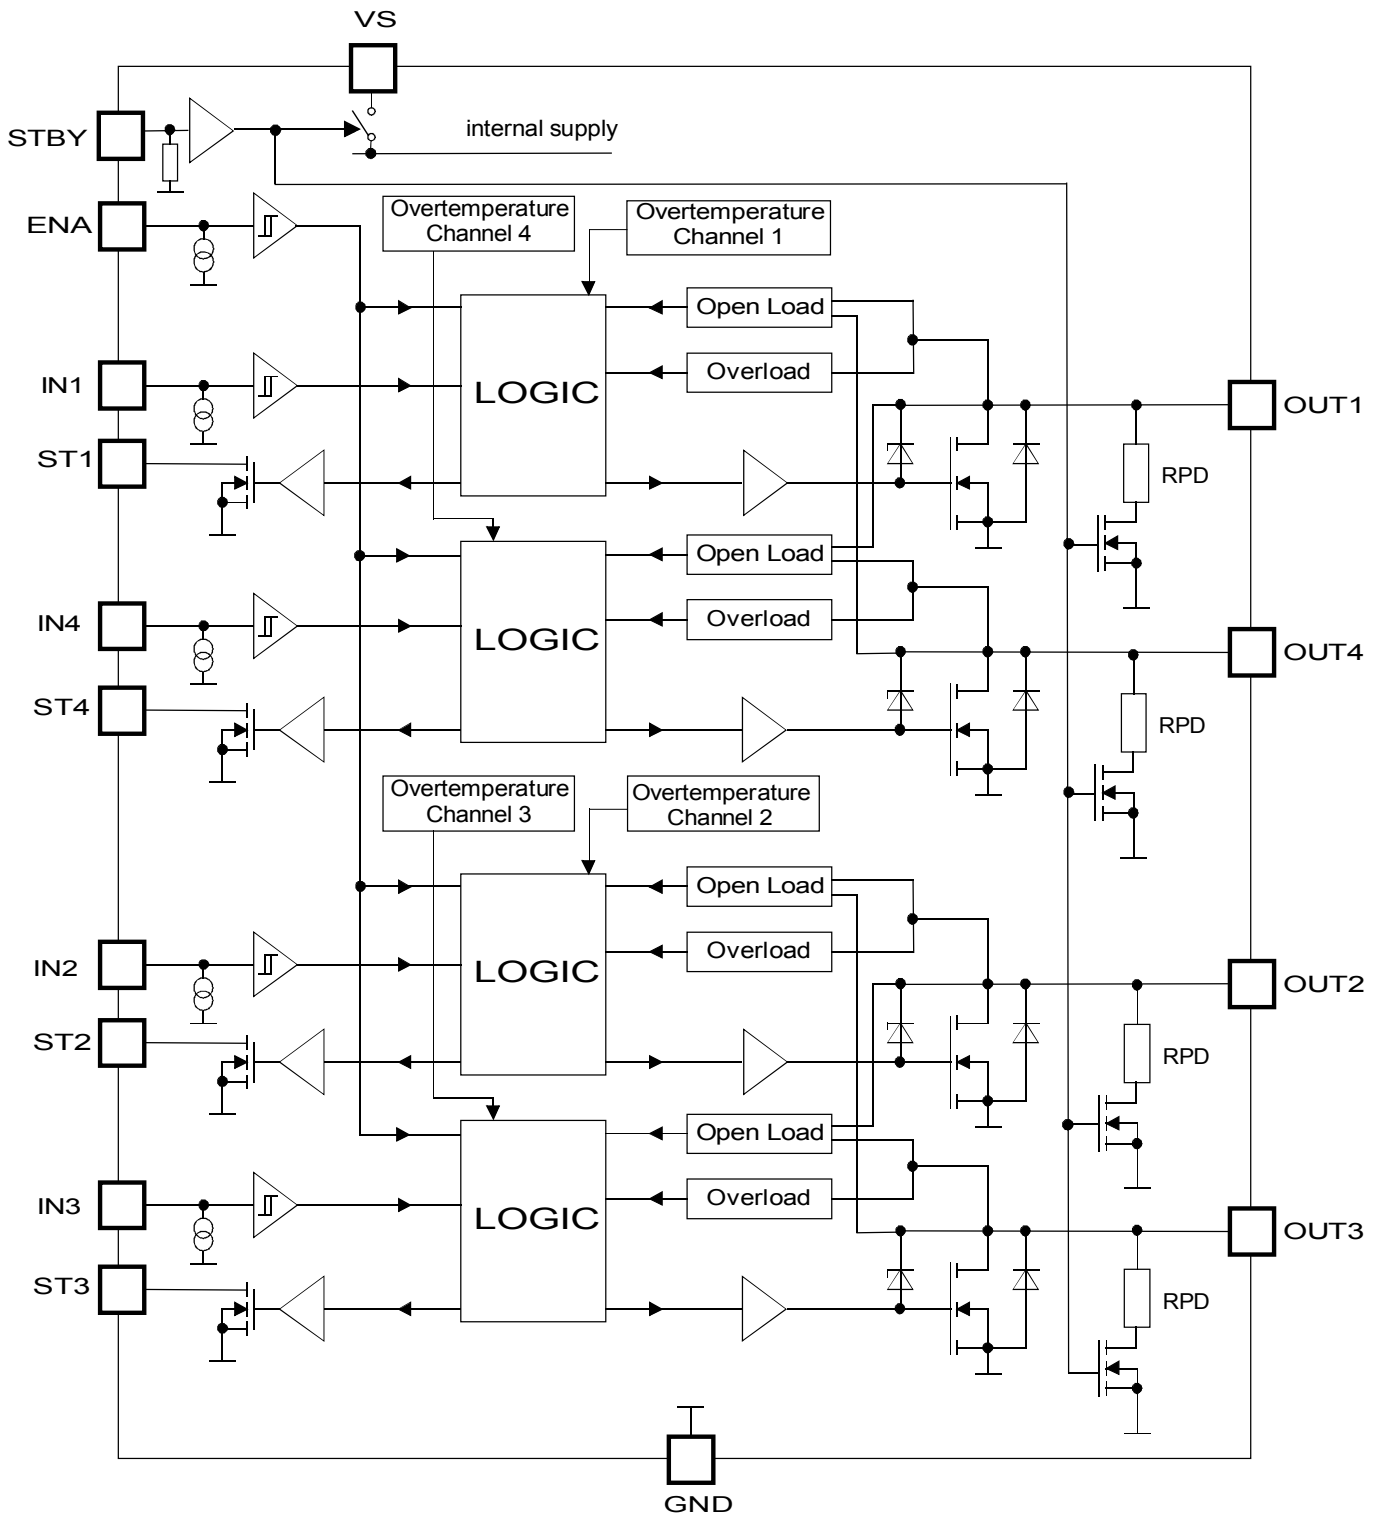 VS
STBY
internal supply
ENA
Overtemperature
Channel 4
Overtemperature
Channel 1
Open Load
IN1
LOGIC
Overload
OUT1
ST1
RPD
Open Load
IN4
LOGIC
Overload
OUT4
ST4
RPD
Overtemperature
Channel 3
Overtemperature
Channel 2
Open Load
IN2
LOGIC
Overload
OUT2
ST2
RPD
Open Load
IN3
LOGIC
Overload
OUT3
ST3
RPD
GND